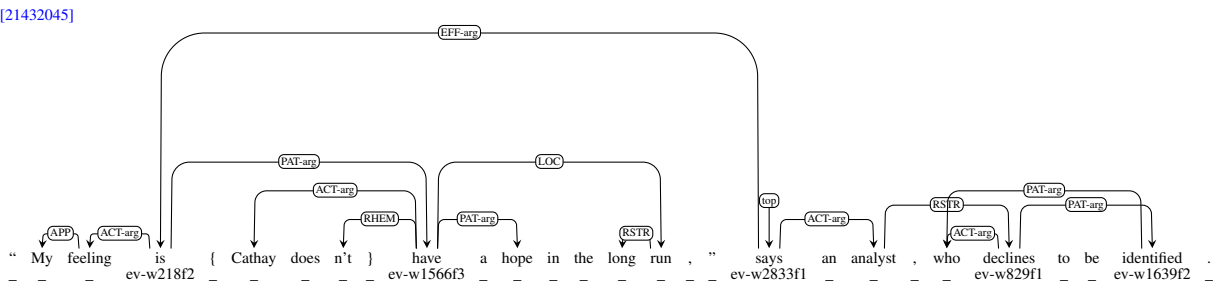 [21432045]
EFF-arg
PAT-arg LOC
ACT-arg top PAT-arg
RHEM PAT-arg ACT-arg RSTR PAT-arg
APP ACT-arg RSTR ACT-arg
“ My feeling is { Cathay does n't } have a hope in the long run , ” says an analyst , who declines to be identified .
ev-w218f2 ev-w1566f3 ev-w2833f1 ev-w829f1 ev-w1639f2
_ _ _ _ _ _ _ _ _ _ _ _ _ _ _ _ _ _ _ _ _ _ _ _ _ _ _